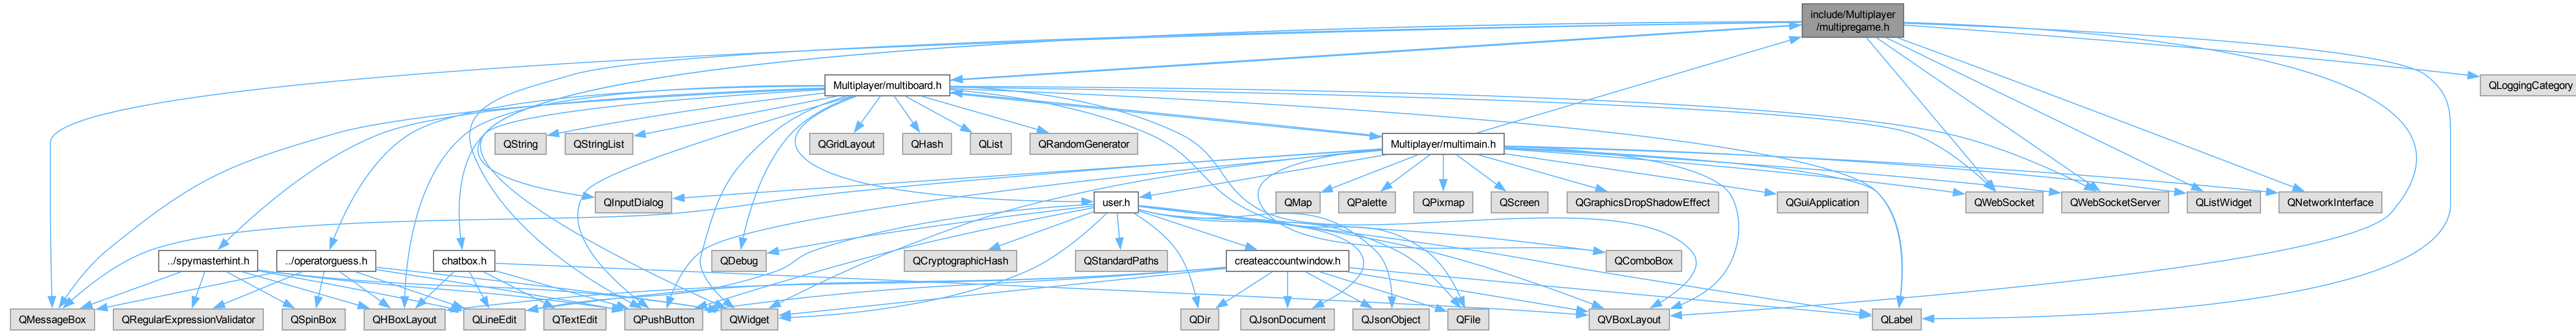 include/Multiplayer
/multipregame.h
Multiplayer/multiboard.h
QLoggingCategory
QString
QStringList
QGridLayout
QHash
QList
QRandomGenerator
Multiplayer/multimain.h
QInputDialog
user.h
QMap
QPalette
QPixmap
QScreen
QGraphicsDropShadowEffect
QGuiApplication
QWebSocket
QWebSocketServer
QListWidget
QNetworkInterface
../spymasterhint.h
../operatorguess.h
chatbox.h
QDebug
QCryptographicHash
QStandardPaths
createaccountwindow.h
QComboBox
QMessageBox
QRegularExpressionValidator
QSpinBox
QHBoxLayout
QLineEdit
QTextEdit
QPushButton
QWidget
QDir
QJsonDocument
QJsonObject
QFile
QVBoxLayout
QLabel